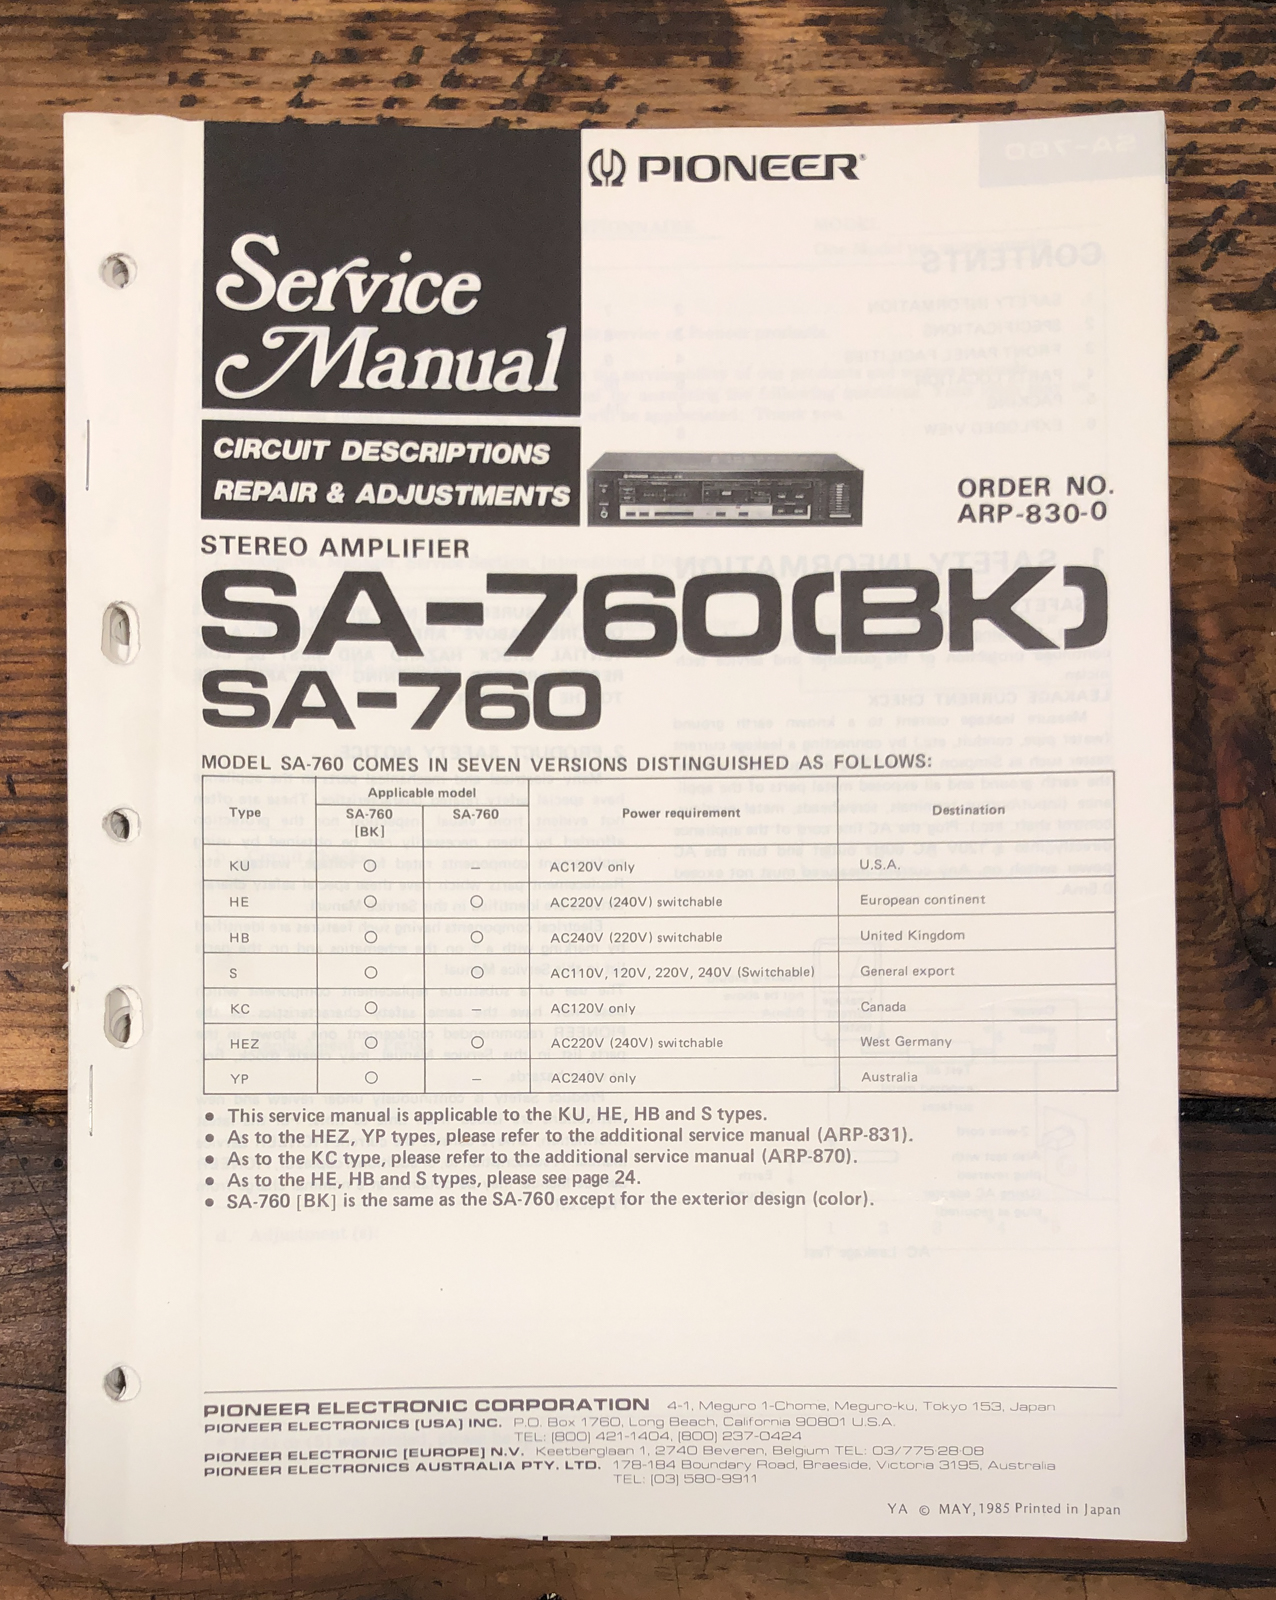 PIONEER®
Service
Manual
CIRCUIT DESCRIPTIONS
REPAIR & ADJUSTMENTS
ORDER NO.
ARP-830-0
STEREO AMPLIFIER
SA-760(BK)
SA-760
MODEL SA-760 COMES IN SEVEN VERSIONS DISTINGUISHED AS FOLLOWS:
Type Applicable model Power requirement Destination
SA-760 [BK] SA-760
KU ○ – AC120V only U.S.A.
HE ○ ○ AC220V (240V) switchable European continent
HB ○ ○ AC240V (220V) switchable United Kingdom
S ○ ○ AC110V, 120V, 220V, 240V (Switchable) General export
KC ○ – AC120V only Canada
HEZ ○ ○ AC220V (240V) switchable West Germany
YP ○ – AC240V only Australia
● This service manual is applicable to the KU, HE, HB and S types.
● As to the HEZ, YP types, please refer to the additional service manual (ARP-831).
● As to the KC type, please refer to the additional service manual (ARP-870).
● As to the HE, HB and S types, please see page 24.
● SA-760 [BK] is the same as the SA-760 except for the exterior design (color).
PIONEER ELECTRONIC CORPORATION 4-1, Meguro 1-Chome, Meguro-ku, Tokyo 153, Japan
PIONEER ELECTRONICS [USA] INC. P.O. Box 1760, Long Beach, California 90801 U.S.A.
TEL: [800] 421-1404, [800] 237-0424
PIONEER ELECTRONIC [EUROPE] N.V. Keetberglaan 1, 2740 Beveren, Belgium TEL: 03/775·28·08
PIONEER ELECTRONICS AUSTRALIA PTY. LTD. 178-184 Boundary Road, Braeside, Victoria 3195, Australia
TEL: [03] 580-9911
YA © MAY, 1985 Printed in Japan